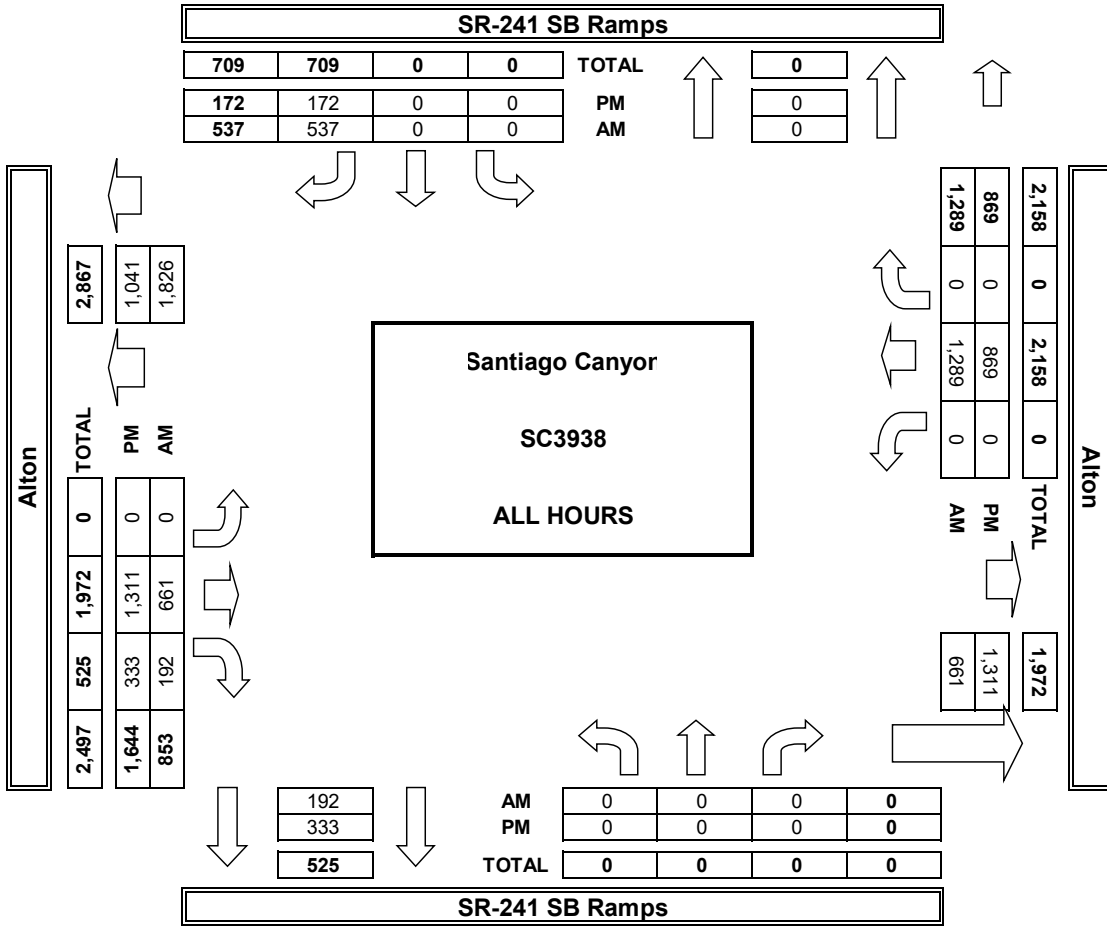 SR-241 SB Ramps
709 709 0 0 TOTAL 0
172 172 0 0 PM 0
537 537 0 0 AM 0
Alton
2,867 1,041 1,826
TOTAL PM AM
0 0 0
1,972 1,311 661
525 333 192
2,497 1,644 853
Santiago Canyor
SC3938
ALL HOURS
1,289 869 2,158
0 0 0
1,289 869 2,158
0 0 0
AM PM TOTAL
661 1,311 1,972
Alton
192 AM 0 0 0 0
333 PM 0 0 0 0
525 TOTAL 0 0 0 0
SR-241 SB Ramps